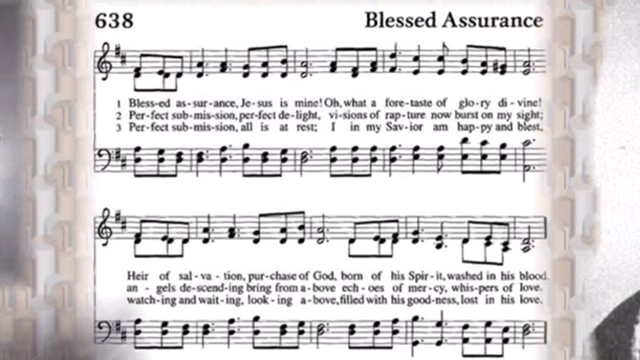 638 Blessed Assurance
1 Bless-ed as-sur-ance, Je-sus is mine! Oh, what a fore-taste of glo-ry di-vine!
2 Per-fect sub-mis-sion, per-fect de-light, vi-sions of rap-ture now burst on my sight;
3 Per-fect sub-mis-sion, all is at rest; I in my Sav-ior am hap-py and blest,
Heir of sal-va-tion, pur-chase of God, born of his Spir-it, washed in his blood.
an-gels de-scend-ing bring from a-bove ech-oes of mer-cy, whis-pers of love.
watch-ing and wait-ing, look-ing a-bove, filled with his good-ness, lost in his love.